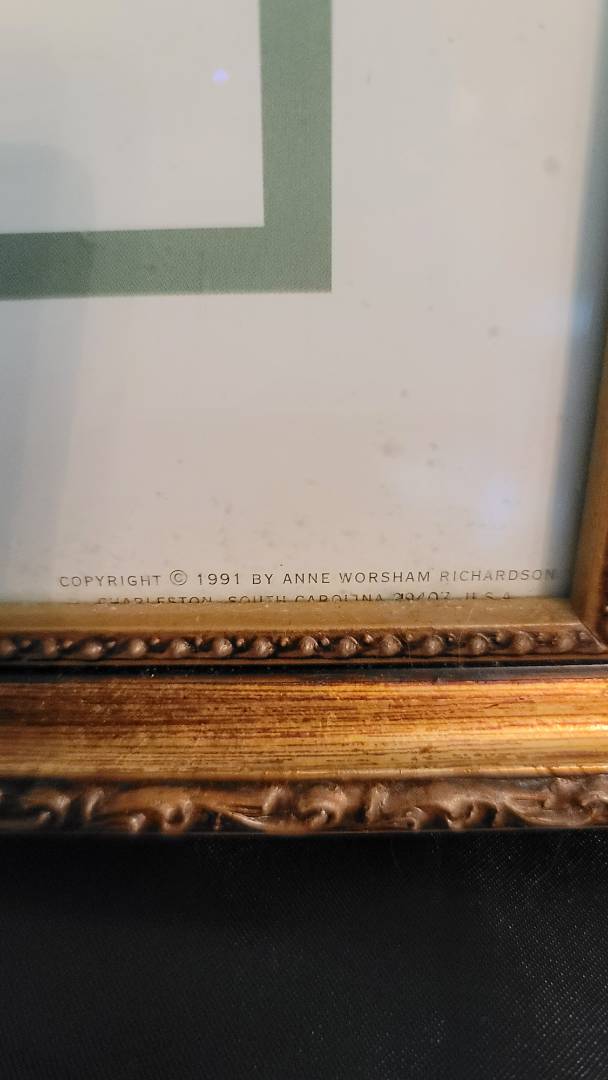 COPYRIGHT © 1991 BY ANNE WORSHAM RICHARDSON
CHARLESTON, SOUTH CAROLINA U.S.A.